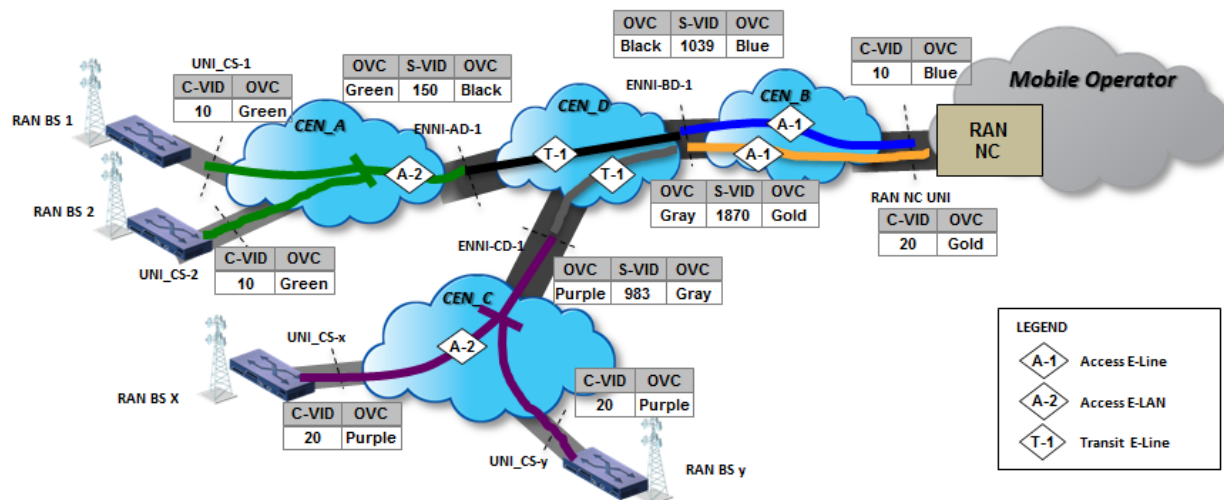 OVC S-VID OVC
Black 1039 Blue
C-VID OVC
10 Blue
Mobile Operator
UNI_CS-1
C-VID OVC
10 Green
OVC S-VID OVC
Green 150 Black
ENNI-BD-1
CEN_B
CEN_D
CEN_A
ENNI-AD-1
RAN BS 1
RAN
NC
A-1
A-1
T-1
T-1
A-2
RAN BS 2
OVC S-VID OVC
Gray 1870 Gold
RAN NC UNI
C-VID OVC
20 Gold
UNI_CS-2
C-VID OVC
10 Green
ENNI-CD-1
OVC S-VID OVC
Purple 983 Gray
CEN_C
UNI_CS-x
A-2
RAN BS X
C-VID OVC
20 Purple
C-VID OVC
20 Purple
UNI_CS-y
RAN BS y
LEGEND
A-1 Access E-Line
A-2 Access E-LAN
T-1 Transit E-Line